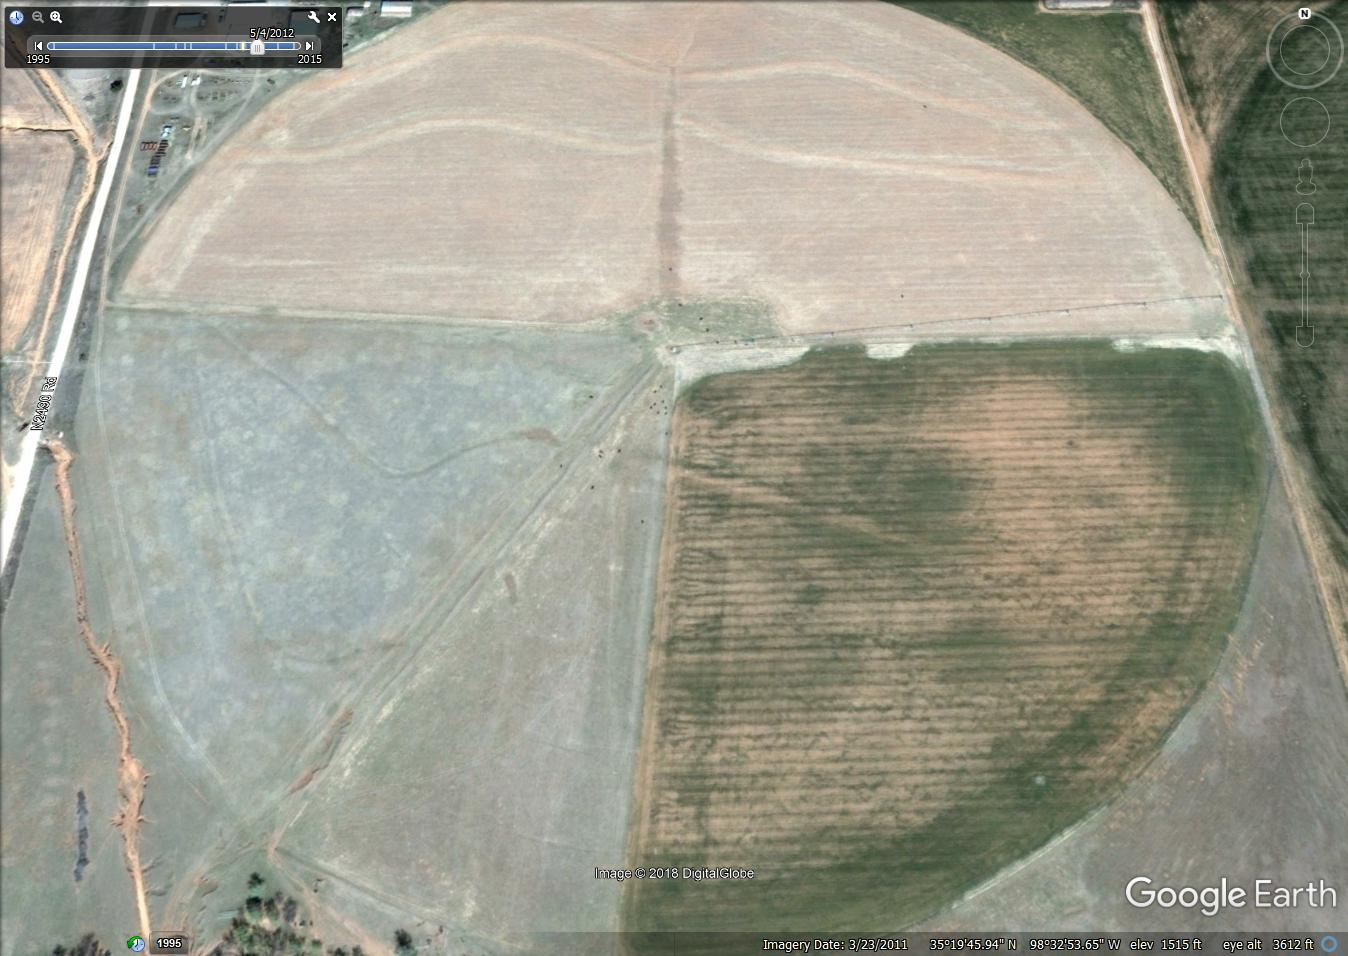 N
5/4/2012
1995
2015
N2490 Rd
Image © 2018 DigitalGlobe
Google Earth
1995
Imagery Date: 3/23/2011 35°19'45.94" N 98°32'53.65" W elev 1515 ft eye alt 3612 ft